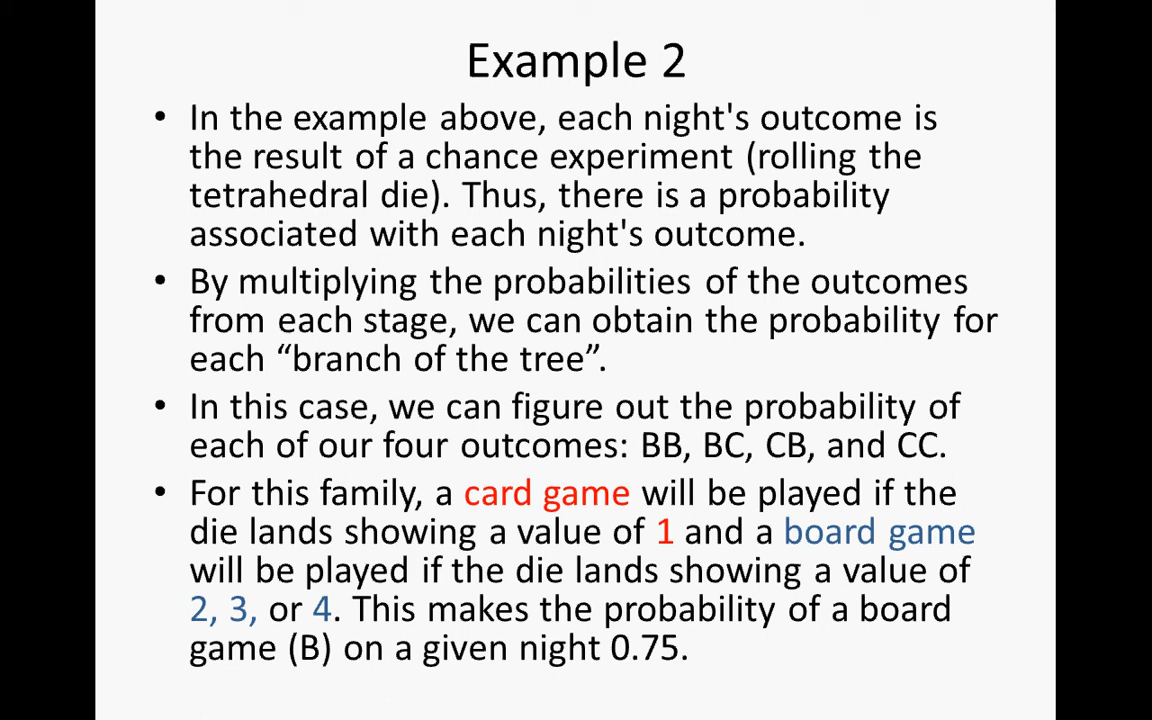 Example 2
• In the example above, each night's outcome is
the result of a chance experiment (rolling the
tetrahedral die). Thus, there is a probability
associated with each night's outcome.
• By multiplying the probabilities of the outcomes
from each stage, we can obtain the probability for
each “branch of the tree”.
• In this case, we can figure out the probability of
each of our four outcomes: BB, BC, CB, and CC.
• For this family, a card game will be played if the
die lands showing a value of 1 and a board game
will be played if the die lands showing a value of
2, 3, or 4. This makes the probability of a board
game (B) on a given night 0.75.